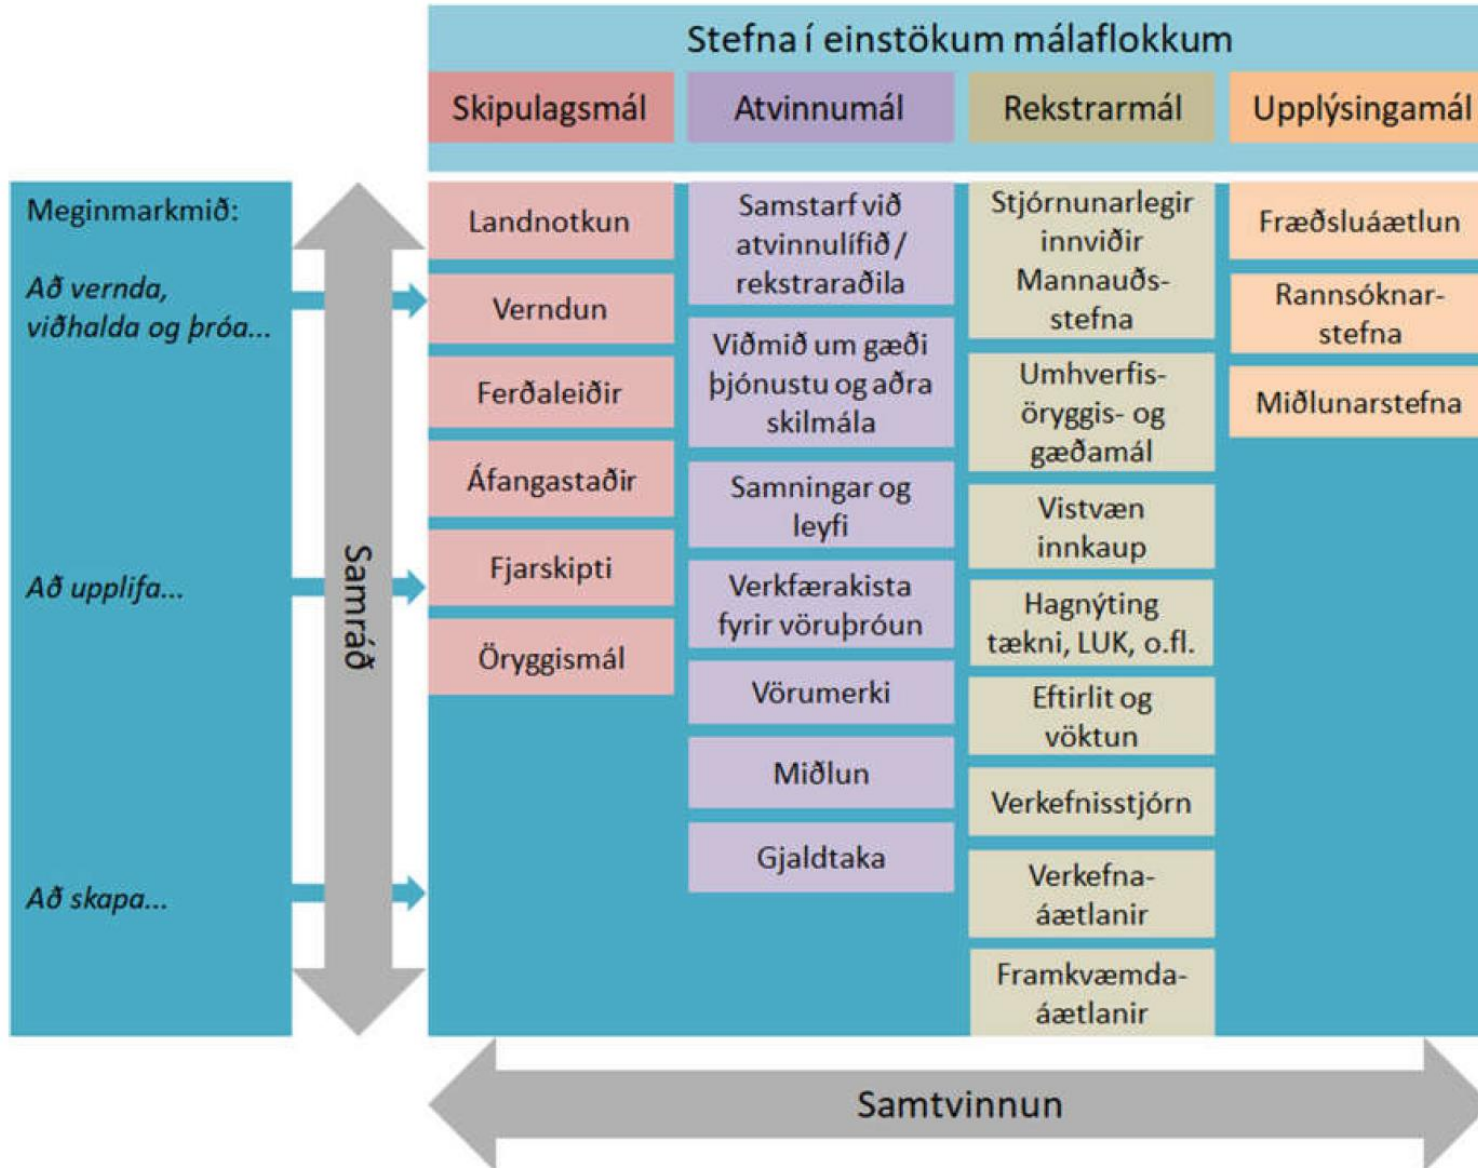 Stefna í einstökum málaflokkum
Skipulagsmál
Atvinnumál
Rekstrarmál
Upplýsingamál
Meginmarkmið:
Að vernda,
viðhalda og þróa...
Að upplifa...
Að skapa...
Samráð
Landnotkun
Verndun
Ferðaleiðir
Áfangastaðir
Fjarskipti
Öryggismál
Samstarf við
atvinnulífið /
rekstraraðila
Viðmið um gæði
þjónustu og aðra
skilmála
Samningar og
leyfi
Verkfærakista
fyrir vöruþróun
Vörumerki
Miðlun
Gjaldtaka
Stjórnunarlegir
innviðir
Mannauðs-
stefna
Umhverfis-
öryggis- og
gæðamál
Vistvæn
innkaup
Hagnýting
tækni, LUK, o.fl.
Eftirlit og
vöktun
Verkefnisstjórn
Verkefna-
áætlanir
Framkvæmda-
áætlanir
Fræðsluáætlun
Rannsóknar-
stefna
Miðlunarstefna
Samtvinnun